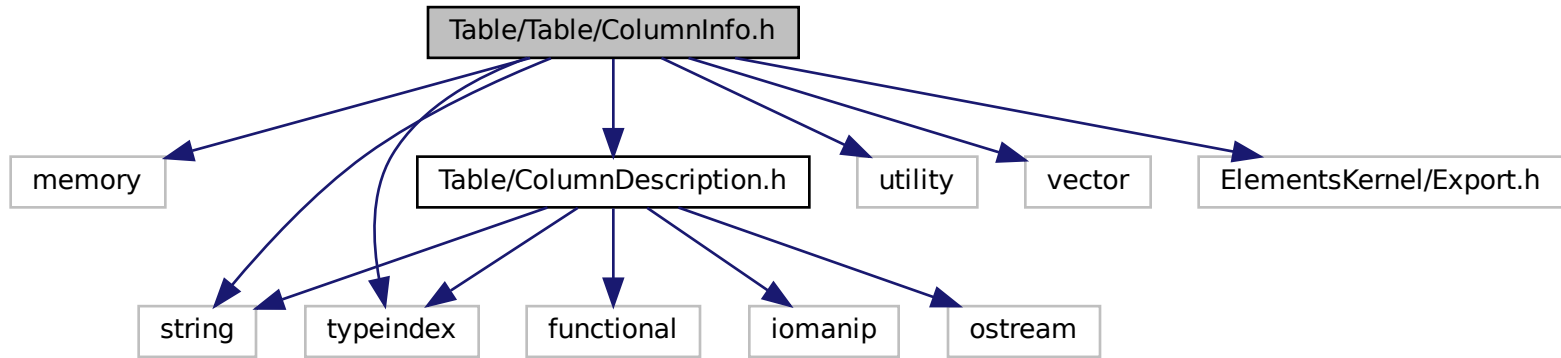 Table/Table/ColumnInfo.h
memory
Table/ColumnDescription.h
utility
vector
ElementsKernel/Export.h
string
typeindex
functional
iomanip
ostream